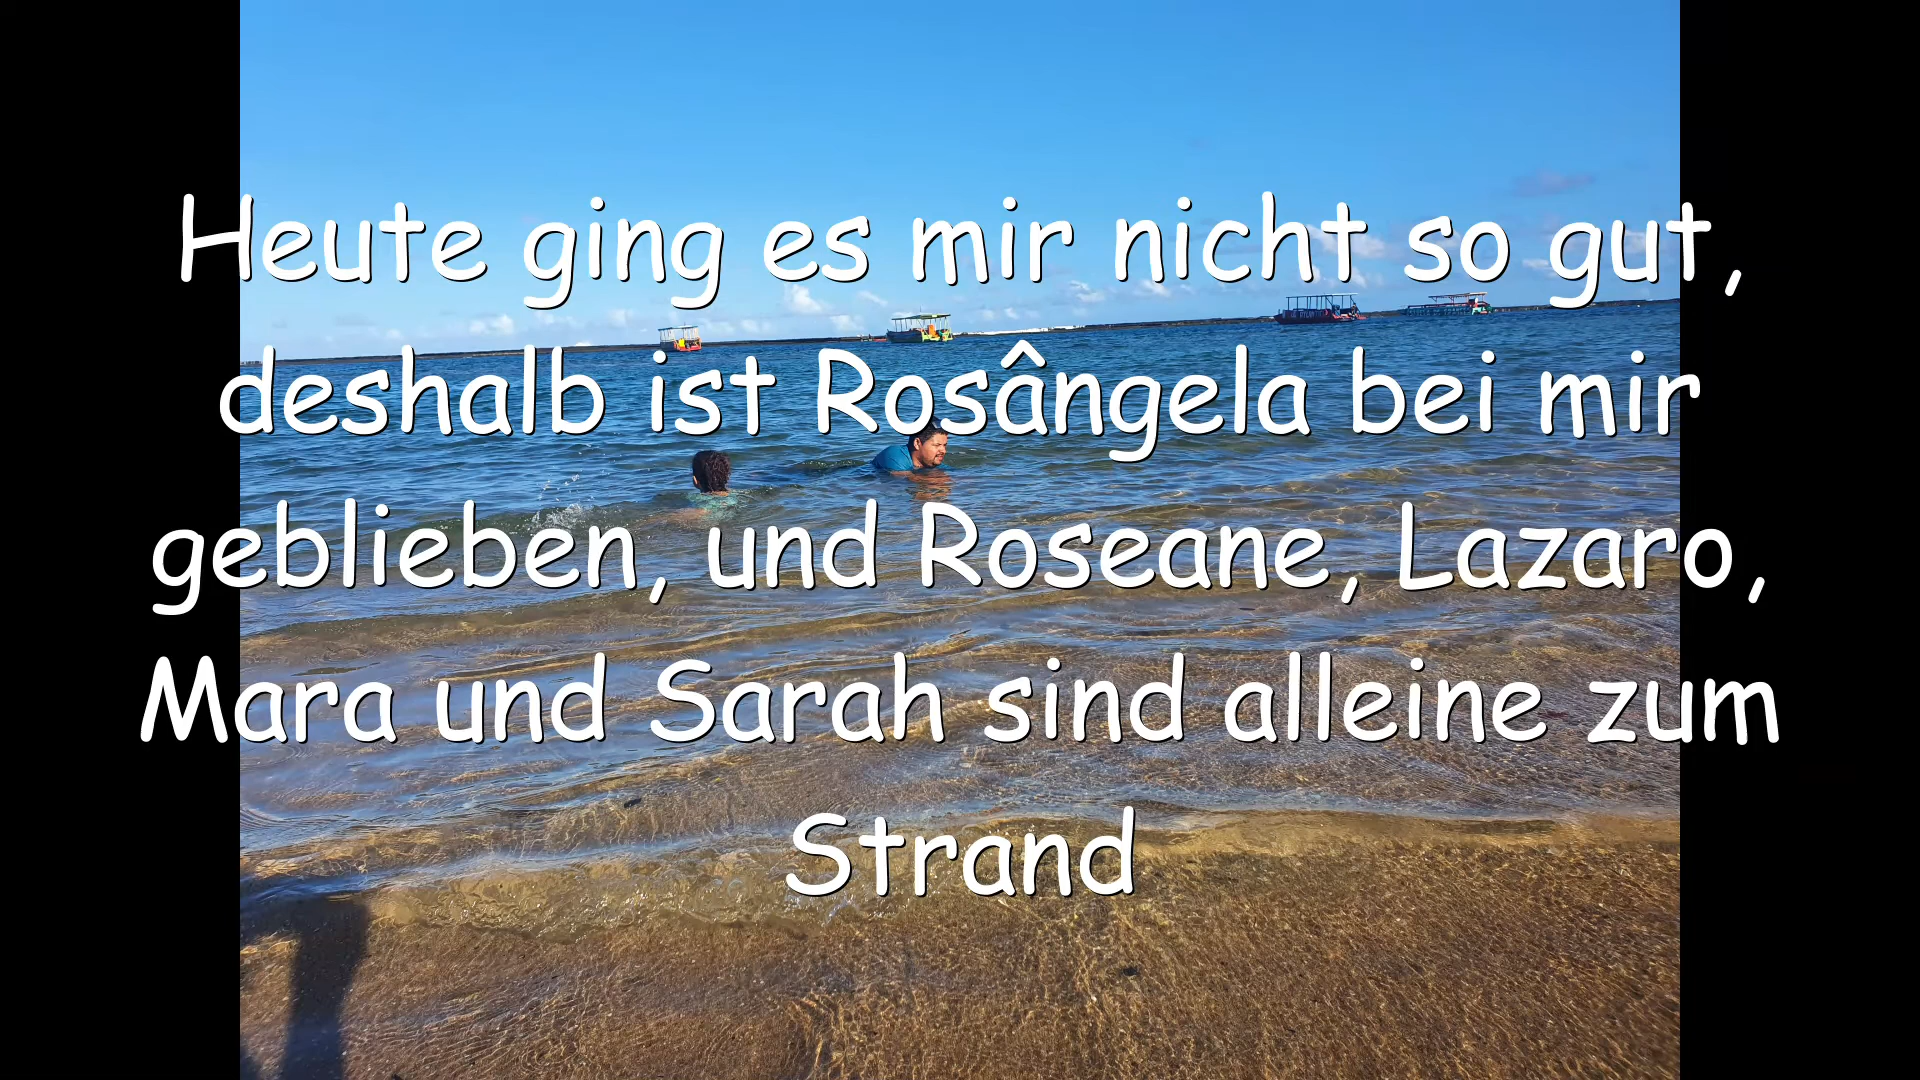 Heute ging es mir nicht so gut,
deshalb ist Rosângela bei mir
geblieben, und Roseane, Lazaro,
Mara und Sarah sind alleine zum
Strand